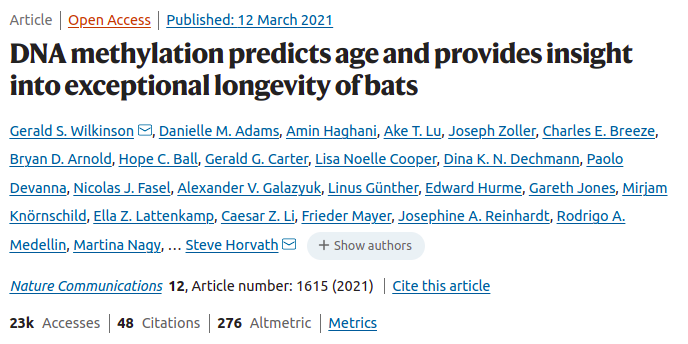 Article | Open Access | Published: 12 March 2021
DNA methylation predicts age and provides insight
into exceptional longevity of bats
Gerald S. Wilkinson, Danielle M. Adams, Amin Haghani, Ake T. Lu, Joseph Zoller, Charles E. Breeze,
Bryan D. Arnold, Hope C. Ball, Gerald G. Carter, Lisa Noelle Cooper, Dina K. N. Dechmann, Paolo
Devanna, Nicolas J. Fasel, Alexander V. Galazyuk, Linus Günther, Edward Hurme, Gareth Jones, Mirjam
Knörnschild, Ella Z. Lattenkamp, Caesar Z. Li, Frieder Mayer, Josephine A. Reinhardt, Rodrigo A.
Medellin, Martina Nagy, … Steve Horvath + Show authors
Nature Communications 12, Article number: 1615 (2021) | Cite this article
23k Accesses | 48 Citations | 276 Altmetric | Metrics